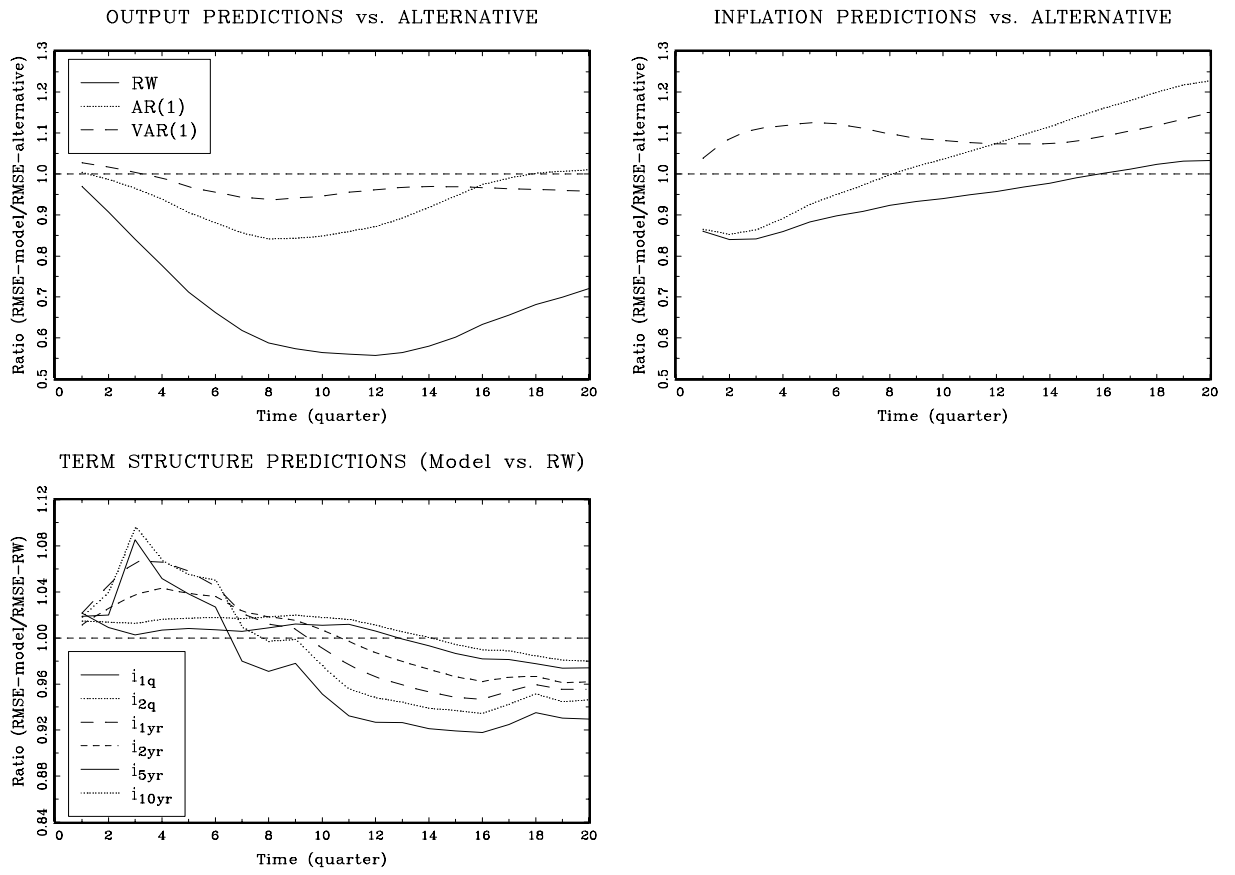 OUTPUT PREDICTIONS vs. ALTERNATIVE
Ratio (RMSE-model/RMSE-alternative)
1.3
1.2
1.1
1.0
0.9
0.8
0.7
0.6
0.5
RW
AR(1)
VAR(1)
0 2 4 6 8 10 12 14 16 18 20
Time (quarter)
INFLATION PREDICTIONS vs. ALTERNATIVE
Ratio (RMSE-model/RMSE-alternative)
1.3
1.2
1.1
1.0
0.9
0.8
0.7
0.6
0.5
0 2 4 6 8 10 12 14 16 18 20
Time (quarter)
TERM STRUCTURE PREDICTIONS (Model vs. RW)
Ratio (RMSE-model/RMSE-RW)
1.12
1.08
1.04
1.00
0.96
0.92
0.88
0.84
i1q
i2q
i1yr
i2yr
i5yr
i10yr
0 2 4 6 8 10 12 14 16 18 20
Time (quarter)